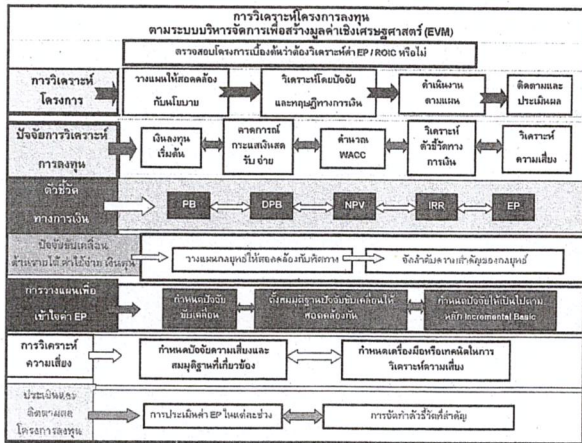 การวิเคราะห์โครงการลงทุน
ตามระบบบริหารจัดการเพื่อสร้างมูลค่าเชิงเศรษฐศาสตร์ (EVM)
ตรวจสอบโครงการเบื้องต้นว่าต้องวิเคราะห์ค่า EP / ROIC หรือไม่
การวิเคราะห์
โครงการ
วางแผนให้สอดคล้อง
กับนโยบาย
วิเคราะห์โดยปัจจัย
และทฤษฎีทางการเงิน
ดำเนินงาน
ตามแผน
ติดตามและ
ประเมินผล
ปัจจัยการวิเคราะห์
การลงทุน
เงินลงทุน
เริ่มต้น
คาดการณ์
กระแสเงินสด
รับ จ่าย
คำนวณ
WACC
วิเคราะห์
ตัวชี้วัดทาง
การเงิน
วิเคราะห์
ความเสี่ยง
ตัวชี้วัด
ทางการเงิน
PB
DPB
NPV
IRR
EP
ปัจจัยขับเคลื่อน
ด้านรายได้ ค่าใช้จ่าย เงินทุน
วางแผนกลยุทธ์ให้สอดคล้องกับทิศทาง
จัดลำดับความสำคัญของกลยุทธ์
การวางแผนเพื่อ
เข้าใจค่า EP
กำหนดปัจจัย
ขับเคลื่อน
ตั้งสมมุติฐานปัจจัยขับเคลื่อนให้
สอดคล้องกัน
กำหนดปัจจัยให้เป็นไปตาม
หลัก Incremental Basic
การวิเคราะห์
ความเสี่ยง
กำหนดปัจจัยความเสี่ยงและ
สมมุติฐานที่เกี่ยวข้อง
กำหนดเครื่องมือหรือเทคนิคในการ
วิเคราะห์ความเสี่ยง
ประเมินและ
ติดตามผล
โครงการลงทุน
การประเมินค่า EP ในแต่ละช่วง
การจัดทำตัวชี้วัดที่สำคัญ